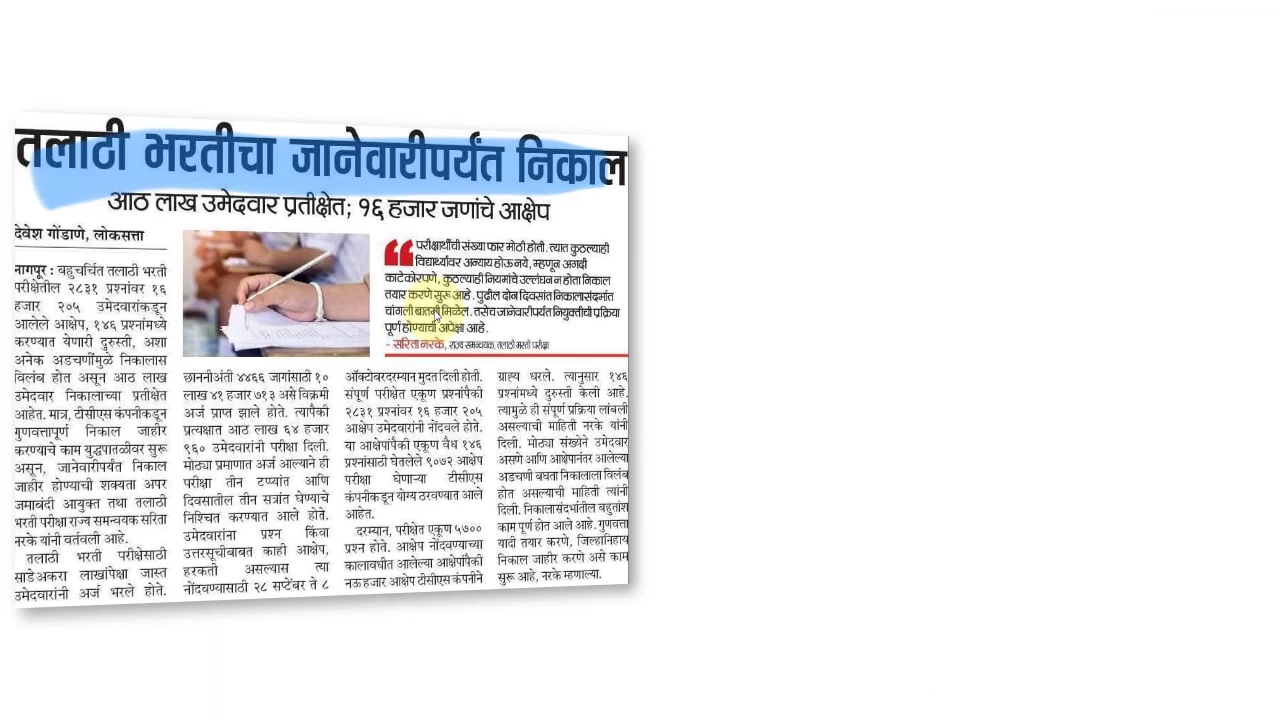 तलाठी भरतीचा जानेवारीपर्यंत निकाल
आठ लाख उमेदवार प्रतीक्षेत; १६ हजार जणांचे आक्षेप
देवेश गोंडाणे, लोकसत्ता
नागपूर : बहुचर्चित तलाठी भरती
परीक्षेतील २८३१ प्रश्नांवर १६
हजार २०५ उमेदवारांकडून
आलेले आक्षेप, १४६ प्रश्नांमध्ये
करण्यात येणारी दुरुस्ती, अशा
अनेक अडचणींमुळे निकालास
विलंब होत असून आठ लाख
उमेदवार निकालाच्या प्रतीक्षेत
आहेत. मात्र, टीसीएस कंपनीकडून
गुणवत्तापूर्ण निकाल जाहीर
करण्याचे काम युद्धपातळीवर सुरू
असून, जानेवारीपर्यंत निकाल
जाहीर होण्याची शक्यता अपर
जमाबंदी आयुक्त तथा तलाठी
भरती परीक्षा राज्य समन्वयक सरिता
नरके यांनी वर्तवली आहे.
तलाठी भरती परीक्षेसाठी
साडेअकरा लाखांपेक्षा जास्त
उमेदवारांनी अर्ज भरले होते.
परीक्षार्थींची संख्या फार मोठी होती. त्यात कुठल्याही
विद्यार्थ्यावर अन्याय होऊ नये, म्हणून अगदी
काटेकोरपणे, कुठल्याही नियमांचे उल्लंघन न होता निकाल
तयार करणे सुरू आहे. पुढील दोन दिवसांत निकालासंदर्भात
चांगली बातमी मिळेल. तसेच जानेवारीपर्यंत नियुक्तीची प्रक्रिया
पूर्ण होण्याची अपेक्षा आहे.
- सरिता नरके, राज्य समन्वयक, तलाठी भरती परीक्षा
छाननीअंती ४४६६ जागांसाठी १०
लाख ४१ हजार ७१३ असे विक्रमी
अर्ज प्राप्त झाले होते. त्यापैकी
प्रत्यक्षात आठ लाख ६४ हजार
९६० उमेदवारांनी परीक्षा दिली.
मोठ्या प्रमाणात अर्ज आल्याने ही
परीक्षा तीन टप्प्यांत आणि
दिवसातील तीन सत्रांत घेण्याचे
निश्चित करण्यात आले होते.
उमेदवारांना प्रश्न किंवा
उत्तरसूचीबाबत काही आक्षेप,
हरकती असल्यास त्या
नोंदवण्यासाठी २८ सप्टेंबर ते ८
ऑक्टोबरदरम्यान मुदत दिली होती.
संपूर्ण परीक्षेत एकूण प्रश्नांपैकी
२८३१ प्रश्नांवर १६ हजार २०५
आक्षेप उमेदवारांनी नोंदवले होते.
या आक्षेपांपैकी एकूण वैध १४६
प्रश्नांसाठी घेतलेले ९०७२ आक्षेप
परीक्षा घेणाऱ्या टीसीएस
कंपनीकडून योग्य ठरवण्यात आले
आहेत.
दरम्यान, परीक्षेत एकूण ५७००
प्रश्न होते. आक्षेप नोंदवण्याच्या
कालावधीत आलेल्या आक्षेपांपैकी
नऊ हजार आक्षेप टीसीएस कंपनीने
ग्राह्य धरले. त्यानुसार १४६
प्रश्नांमध्ये दुरुस्ती केली आहे.
त्यामुळे ही संपूर्ण प्रक्रिया लांबली
असल्याची माहिती नरके यांनी
दिली. मोठ्या संख्येने उमेदवार
असणे आणि आक्षेपानंतर आलेल्या
अडचणी बघता निकालाला विलंब
होत असल्याची माहिती त्यांनी
दिली. निकालासंदर्भातील बहुतांश
काम पूर्ण होत आले आहे. गुणवत्ता
यादी तयार करणे, जिल्हानिहाय
निकाल जाहीर करणे असे काम
सुरू आहे, नरके म्हणाल्या.